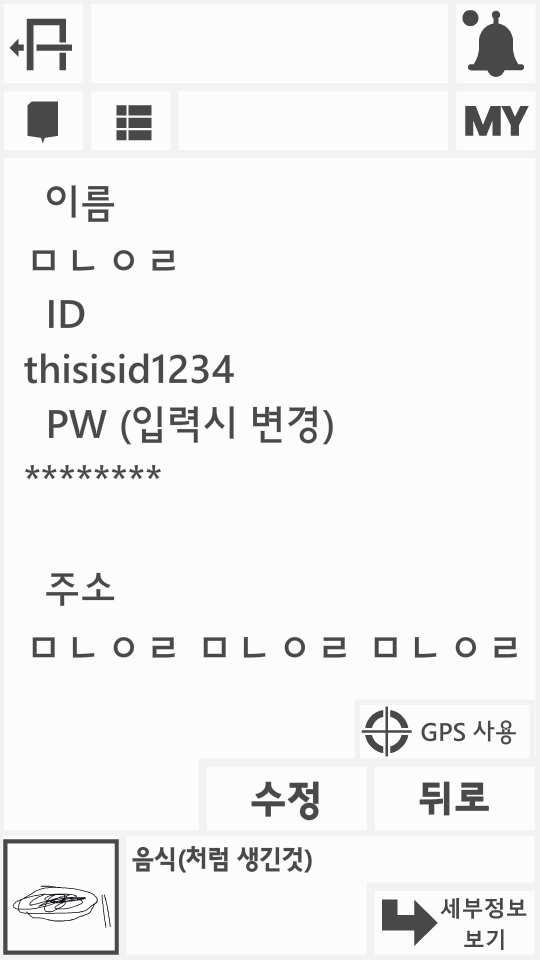 MY
이름
ㅁㄴㅇㄹ
ID
thisisid1234
PW (입력시 변경)
********
주소
ㅁㄴㅇㄹ ㅁㄴㅇㄹ ㅁㄴㅇㄹ
GPS 사용
수정
뒤로
음식(처럼 생긴것)
세부정보
보기